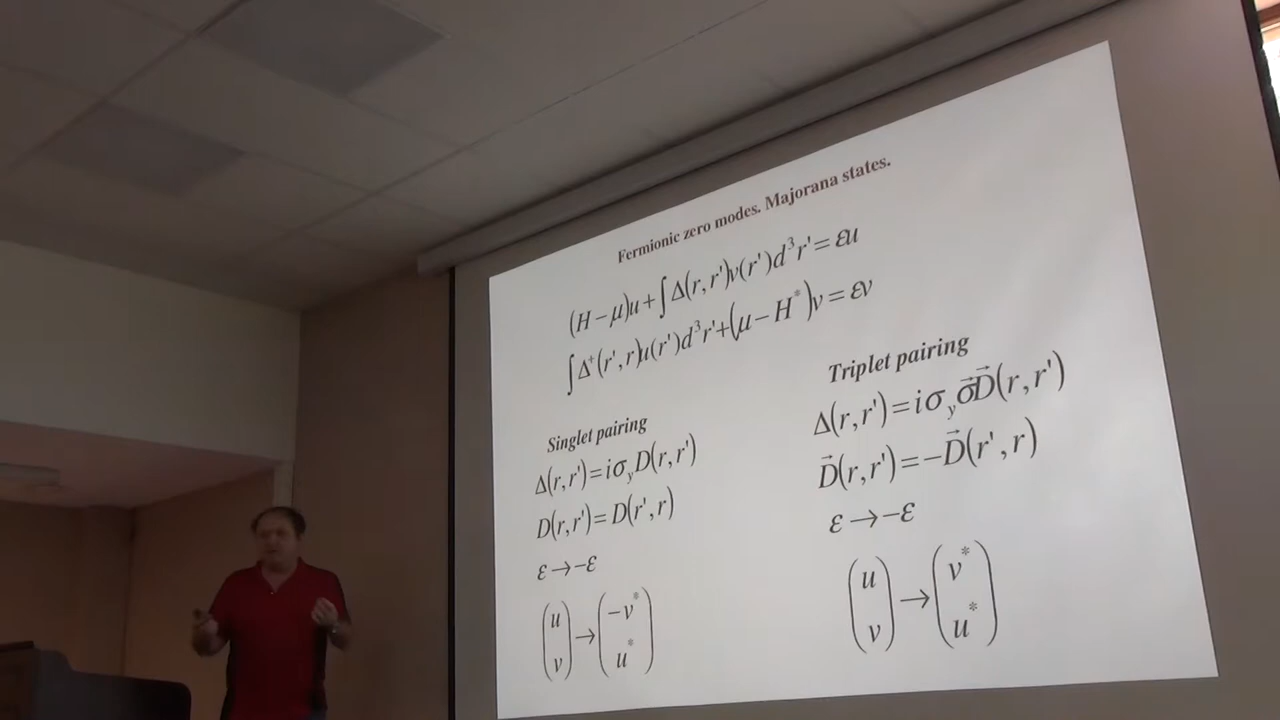 Fermionic zero modes. Majorana states.
(H − μ)u + ∫ Δ(r, r')v(r')d³r' = εu
∫ Δ⁺(r', r)u(r')d³r' + (μ − H*)v = εv
Singlet pairing
Δ(r, r') = iσ_y D(r, r')
D(r, r') = D(r', r)
ε → −ε
(u v) → (−v* u*)
Triplet pairing
Δ(r, r') = iσ_y σ⃗D⃗(r, r')
D⃗(r, r') = −D⃗(r', r)
ε → −ε
(u v) → (v* u*)